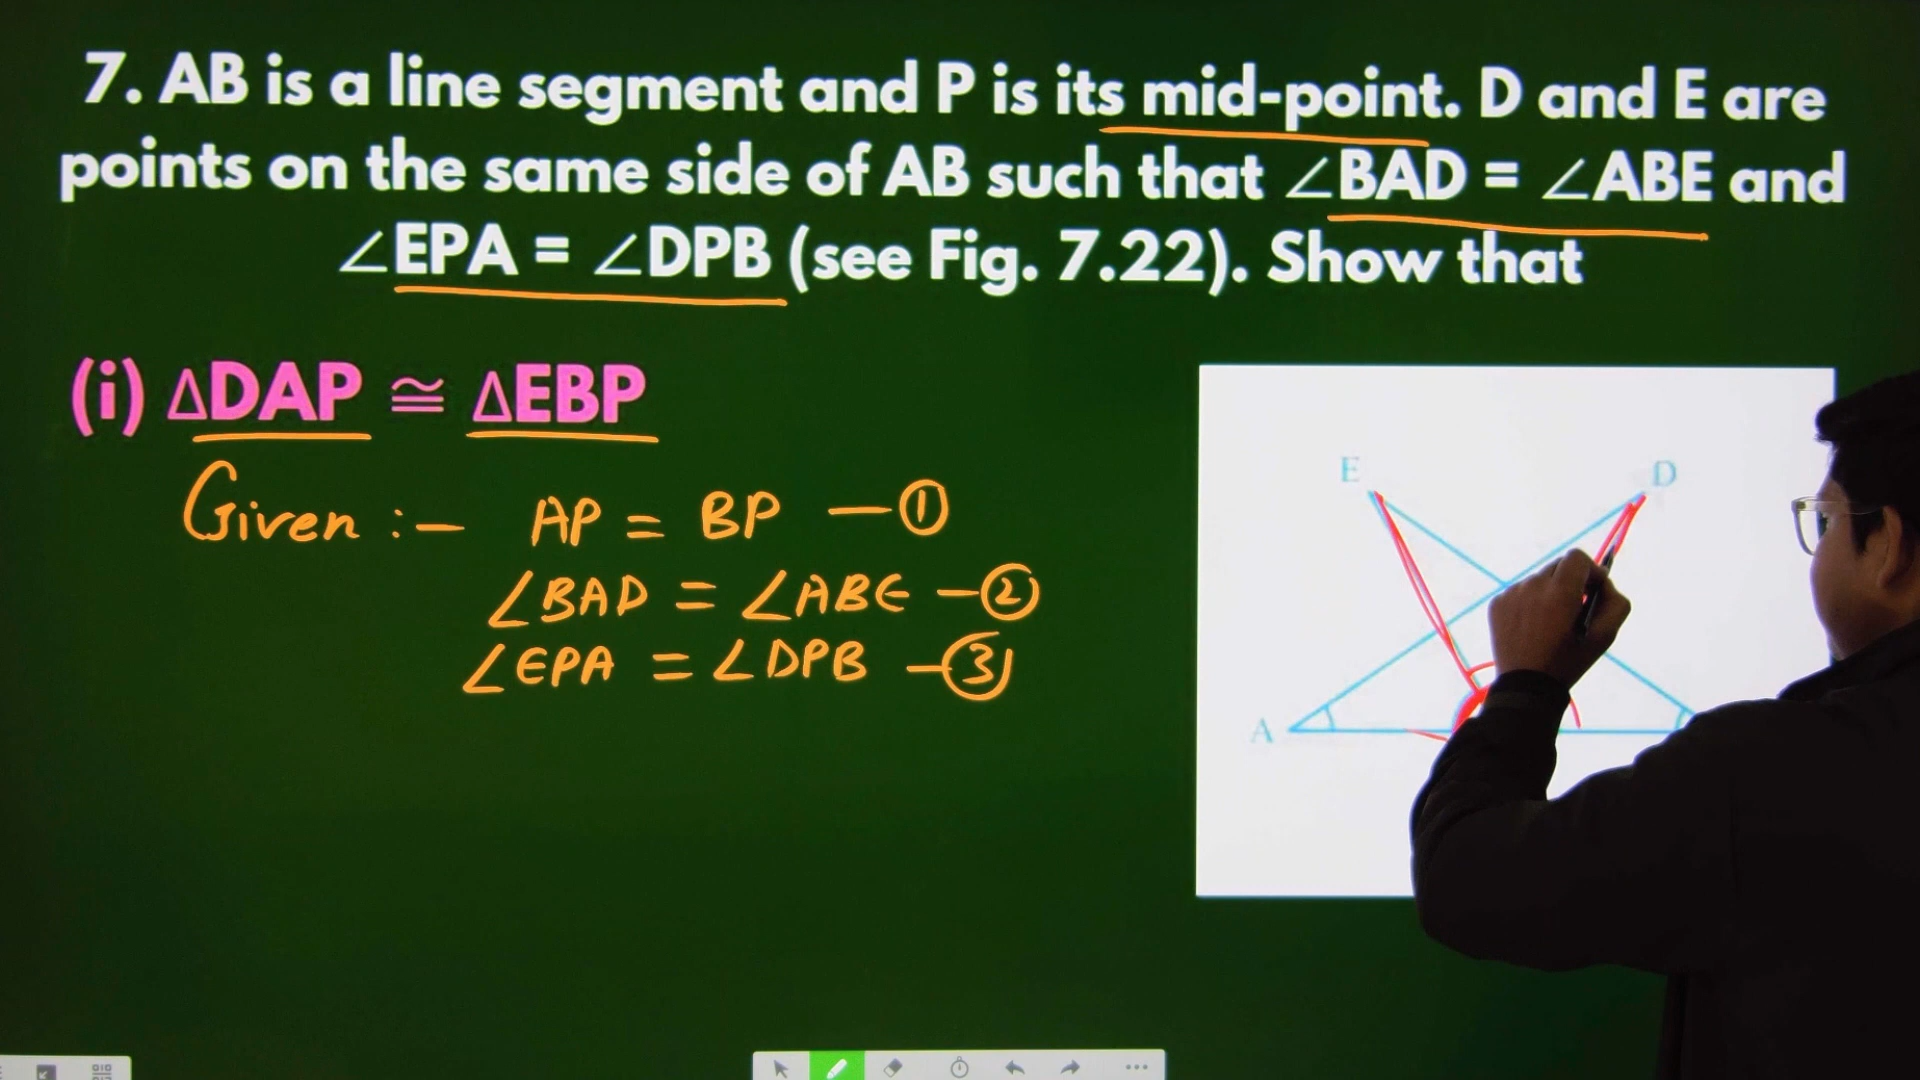 7. AB is a line segment and P is its mid-point. D and E are
points on the same side of AB such that ∠BAD = ∠ABE and
∠EPA = ∠DPB (see Fig. 7.22). Show that
(i) ΔDAP ≅ ΔEBP
Given :- AP = BP —①
∠BAD = ∠ABE —②
∠EPA = ∠DPB —③
E D
A